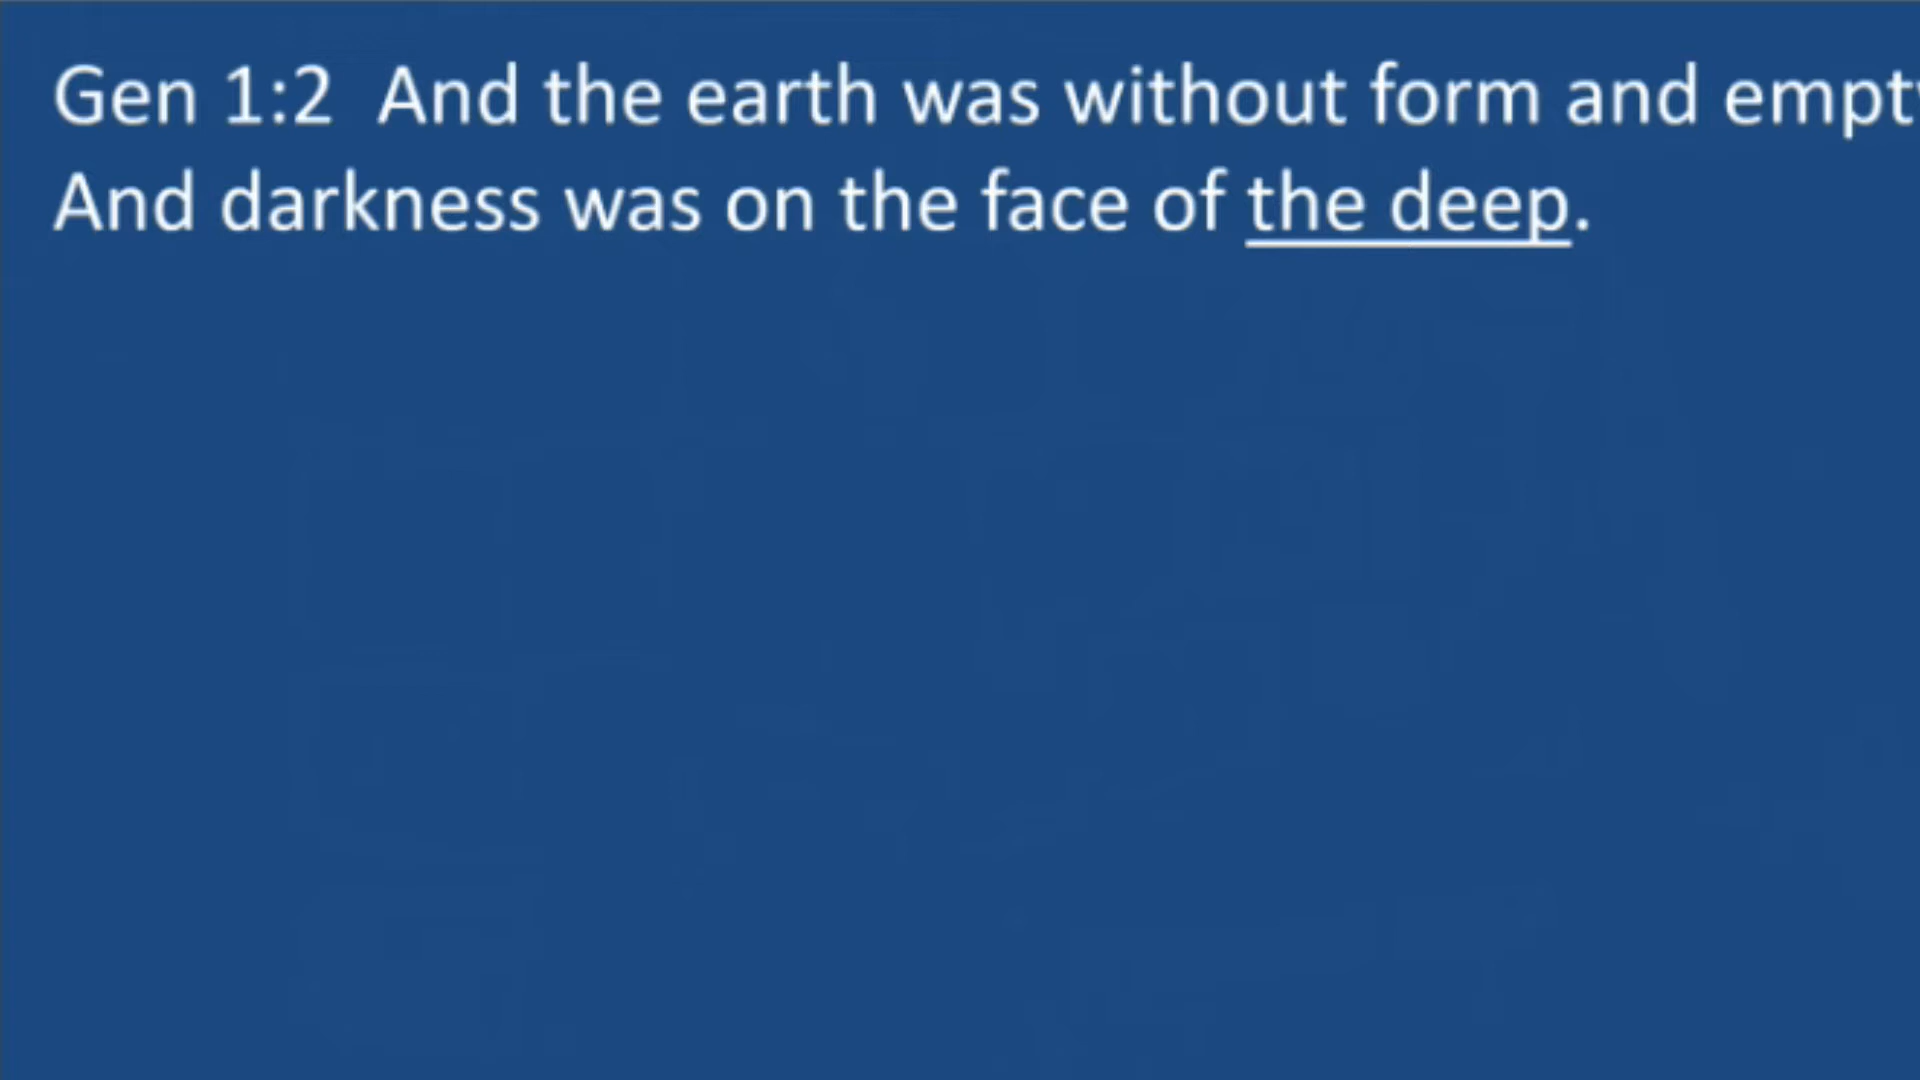 Gen 1:2  And the earth was without form and empt
And darkness was on the face of the deep.